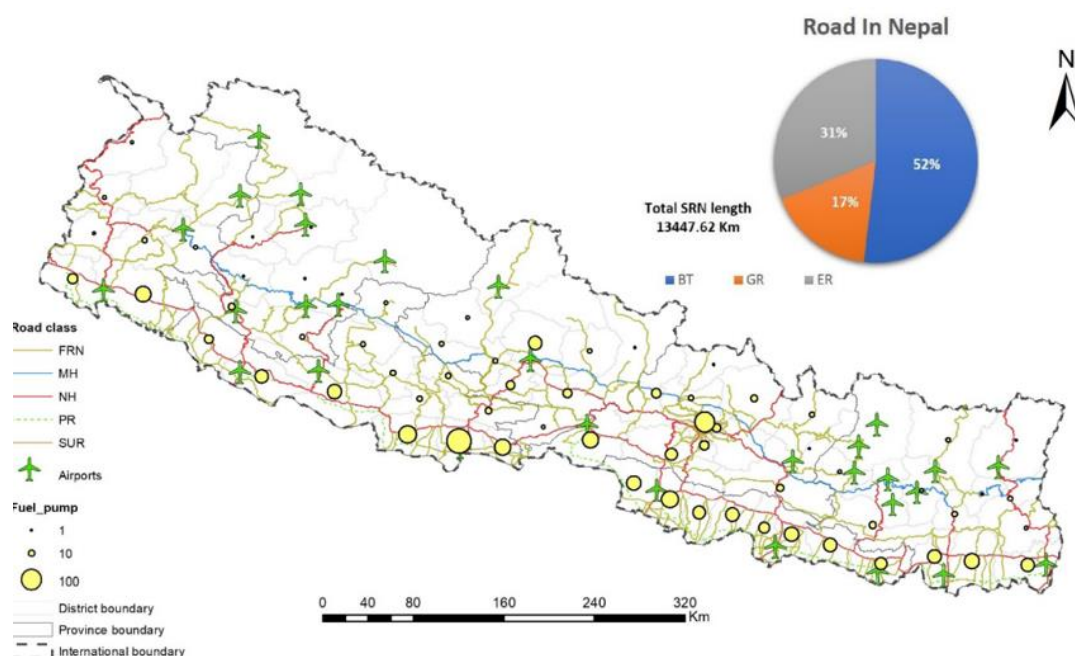 Road In Nepal
N
31%
52%
17%
Total SRN length
13447.62 Km
BT GR ER
Road class
FRN
MH
NH
PR
SUR
Airports
Fuel_pump
1
10
100
District boundary
Province boundary
International boundary
0 40 80 160 240 320
Km